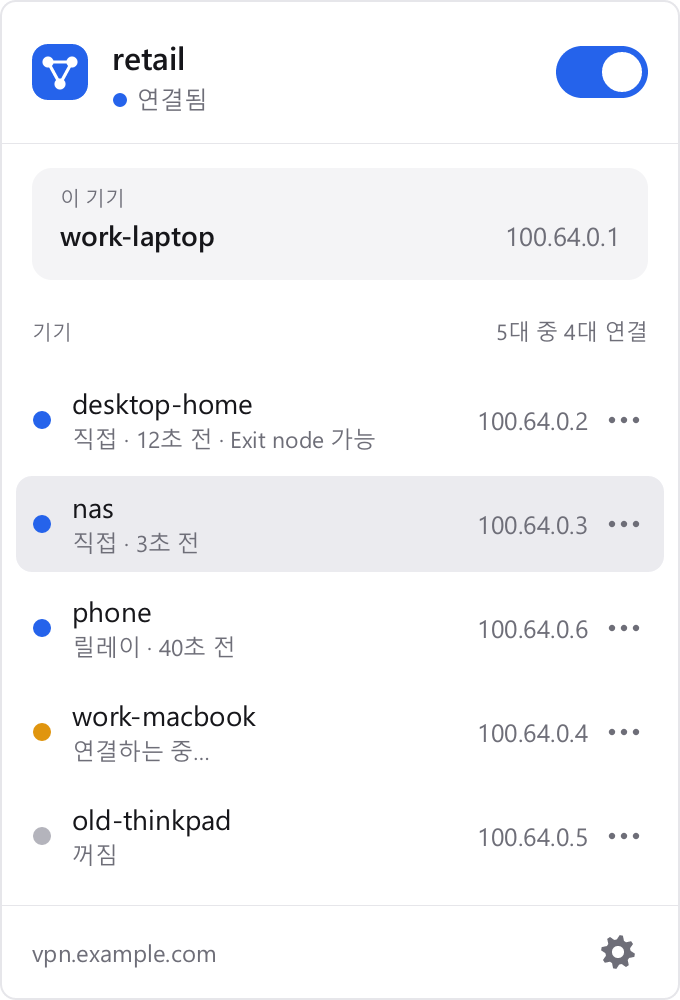 retail
연결됨
이 기기
work-laptop 100.64.0.1
기기 5대 중 4대 연결
desktop-home
직접 · 12초 전 · Exit node 가능 100.64.0.2
nas
직접 · 3초 전 100.64.0.3
phone
릴레이 · 40초 전 100.64.0.6
work-macbook
연결하는 중... 100.64.0.4
old-thinkpad
꺼짐 100.64.0.5
vpn.example.com